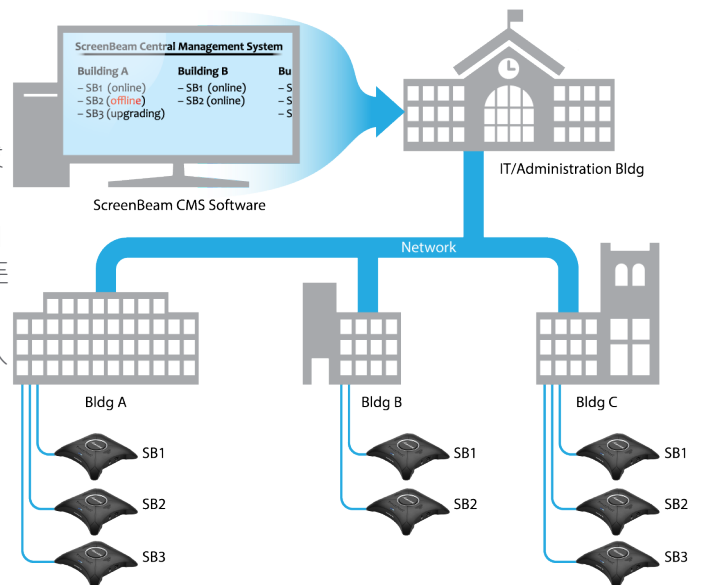 ScreenBeam Central Management System
Building A
– SB1 (online)
– SB2 (offline)
– SB3 (upgrading)
Building B
– SB1 (online)
– SB2 (online)
Bu
– S
– S
– S
ScreenBeam CMS Software
IT/Administration Bldg
Network
Bldg A
Bldg B
Bldg C
SB1
SB2
SB3
SB1
SB2
SB1
SB2
SB3